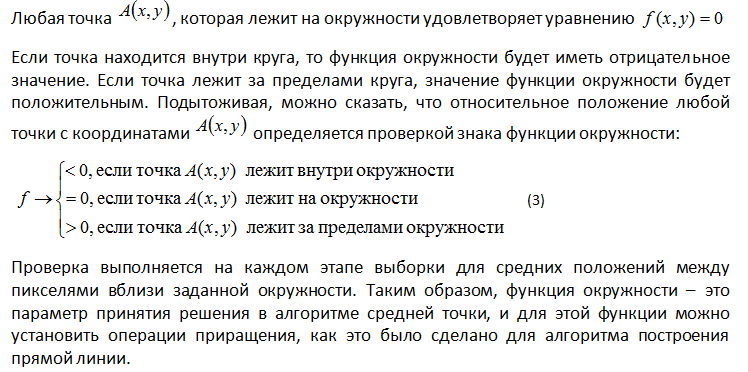 Любая точка A(x, y), которая лежит на окружности удовлетворяет уравнению f(x, y) = 0
Если точка находится внутри круга, то функция окружности будет иметь отрицательное
значение. Если точка лежит за пределами круга, значение функции окружности будет
положительным. Подытоживая, можно сказать, что относительное положение любой
точки с координатами A(x, y) определяется проверкой знака функции окружности:
< 0, если точка A(x, y) лежит внутри окружности
f → { = 0, если точка A(x, y) лежит на окружности (3)
> 0, если точка A(x, y) лежит за пределами окружности
Проверка выполняется на каждом этапе выборки для средних положений между
пикселями вблизи заданной окружности. Таким образом, функция окружности – это
параметр принятия решения в алгоритме средней точки, и для этой функции можно
установить операции приращения, как это было сделано для алгоритма построения
прямой линии.